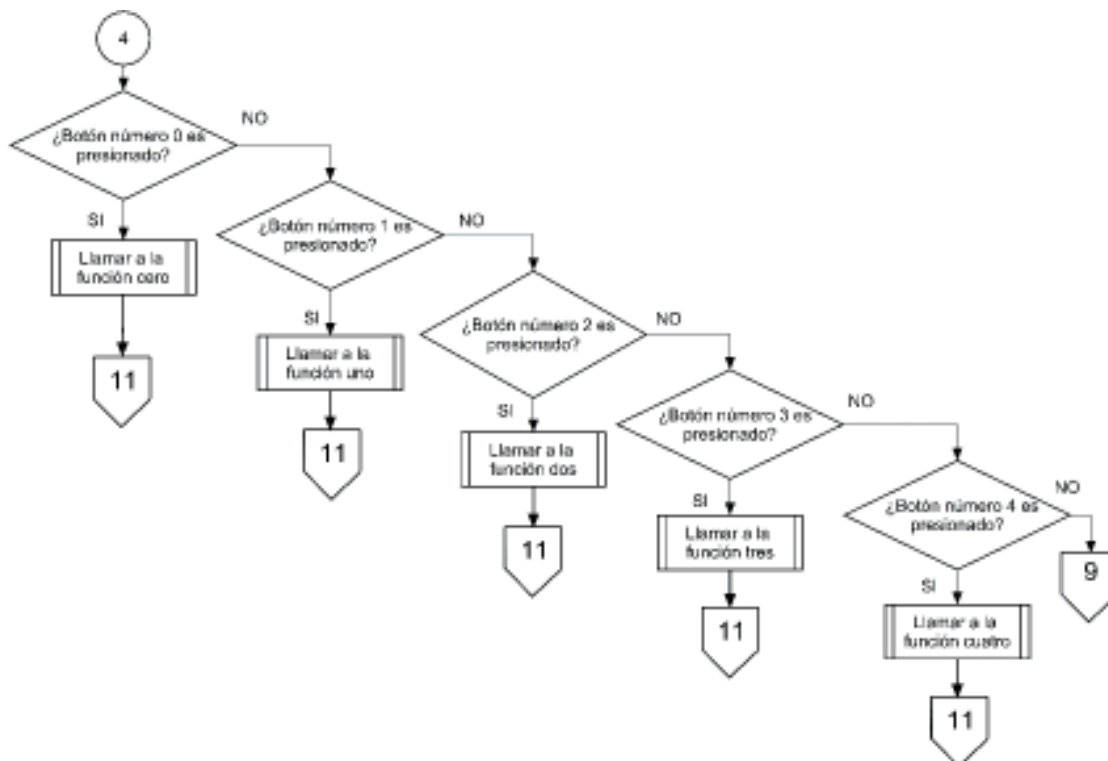 4
¿Botón número 0 es
presionado?
NO
SI
Llamar a la
función cero
11
¿Botón número 1 es
presionado?
NO
SI
Llamar a la
función uno
11
¿Botón número 2 es
presionado?
NO
SI
Llamar a la
función dos
11
¿Botón número 3 es
presionado?
NO
SI
Llamar a la
función tres
11
¿Botón número 4 es
presionado?
NO
9
SI
Llamar a la
función cuatro
11